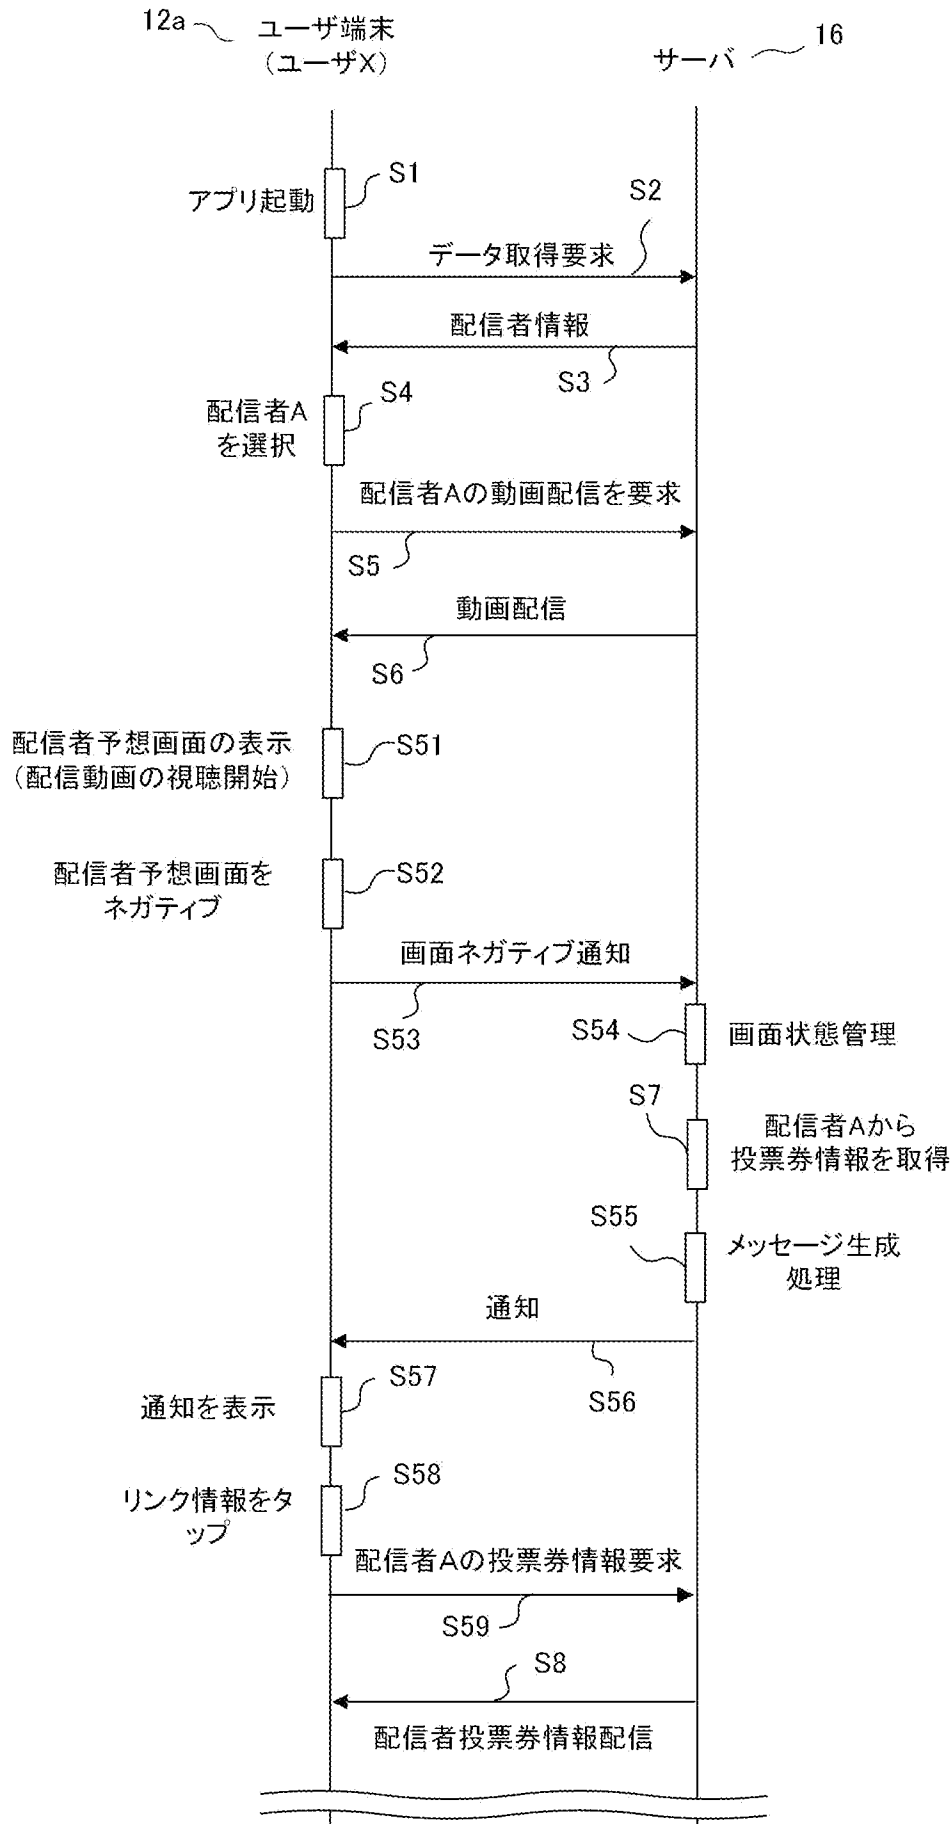 12a
ユーザ端末
(ユーザX)
サーバ
16
S1
アプリ起動
S2
データ取得要求
配信者情報
S3
S4
配信者A
を選択
配信者Aの動画配信を要求
S5
動画配信
S6
配信者予想画面の表示
(配信動画の視聴開始)
S51
配信者予想画面を
ネガティブ
S52
画面ネガティブ通知
S53
S54
画面状態管理
S7
配信者Aから
投票券情報を取得
S55
メッセージ生成
処理
通知
S56
S57
通知を表示
S58
リンク情報をタ
ップ
配信者Aの投票券情報要求
S59
S8
配信者投票券情報配信